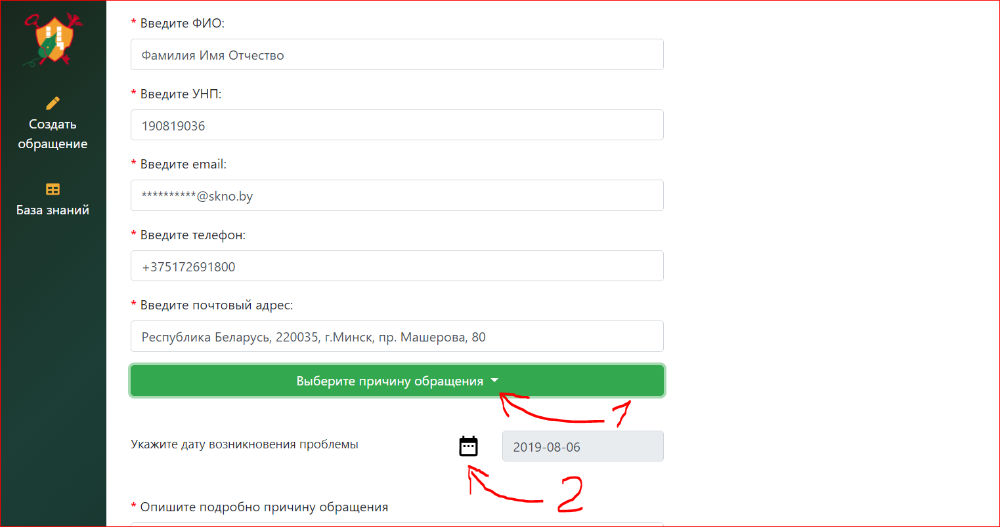 * Введите ФИО:
Фамилия Имя Отчество
* Введите УНП:
190819036
Создать
обращение
* Введите email:
**********@skno.by
База знаний
* Введите телефон:
+375172691800
* Введите почтовый адрес:
Республика Беларусь, 220035, г.Минск, пр. Машерова, 80
Выберите причину обращения
1
Укажите дату возникновения проблемы
2019-08-06
2
* Опишите подробно причину обращения